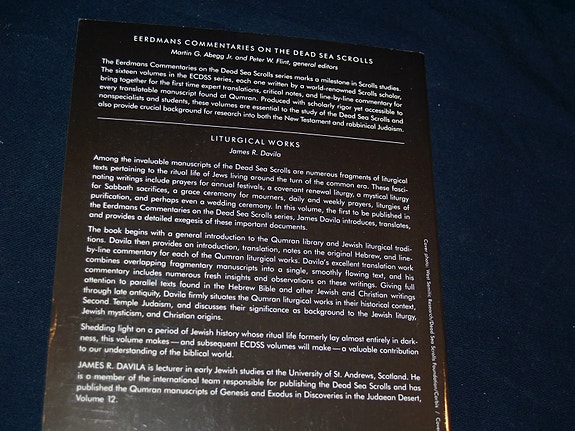 EERDMANS COMMENTARIES ON THE DEAD SEA SCROLLS
Martin G. Abegg Jr. and Peter W. Flint, general editors
The Eerdmans Commentaries on the Dead Sea Scrolls series marks a milestone in Scrolls studies.
The sixteen volumes in the ECDSS series, each one written by a world-renowned Scrolls scholar,
bring together for the first time expert translations, critical notes, and line-by-line commentary for
every translatable manuscript found at Qumran. Produced with scholarly rigor yet accessible to
nonspecialists and students, these volumes are essential to the study of the Dead Sea Scrolls and
also provide crucial background for research into both the New Testament and rabbinical Judaism.
LITURGICAL WORKS
James R. Davila
Among the invaluable manuscripts of the Dead Sea Scrolls are numerous fragments of liturgical
texts pertaining to the ritual life of Jews living around the turn of the common era. These fasci-
nating writings include prayers for annual festivals, a covenant renewal liturgy, a mystical liturgy
for Sabbath sacrifices, a grace ceremony for mourners, daily and weekly prayers, liturgies of
purification, and perhaps even a wedding ceremony. In this volume, the first to be published in
the Eerdmans Commentaries on the Dead Sea Scrolls series, James Davila introduces, translates,
and provides a detailed exegesis of these important documents.
The book begins with a general introduction to the Qumran library and Jewish liturgical tradi-
tions. Davila then provides an introduction, translation, notes on the original Hebrew, and line-
by-line commentary for each of the Qumran liturgical works. Davila's excellent translation work
combines overlapping fragmentary manuscripts into a single, smoothly flowing text, and his
commentary includes numerous fresh insights and observations on these writings. Giving full
attention to parallel texts found in the Hebrew Bible and other Jewish and Christian writings
through late antiquity, Davila firmly situates the Qumran liturgical works in their historical context,
Second Temple Judaism, and discusses their significance as background to the Jewish liturgy,
Jewish mysticism, and Christian origins.
Shedding light on a period of Jewish history whose ritual life formerly lay almost entirely in dark-
ness, this volume makes — and subsequent ECDSS volumes will make — a valuable contribution
to our understanding of the biblical world.
JAMES R. DAVILA is lecturer in early Jewish studies at the University of St. Andrews, Scotland. He
is a member of the international team responsible for publishing the Dead Sea Scrolls and has
published the Qumran manuscripts of Genesis and Exodus in Discoveries in the Judaean Desert,
Volume 12.
Cover photo: West Semitic Research/Dead Sea Scrolls Foundation/Corbis / Cover